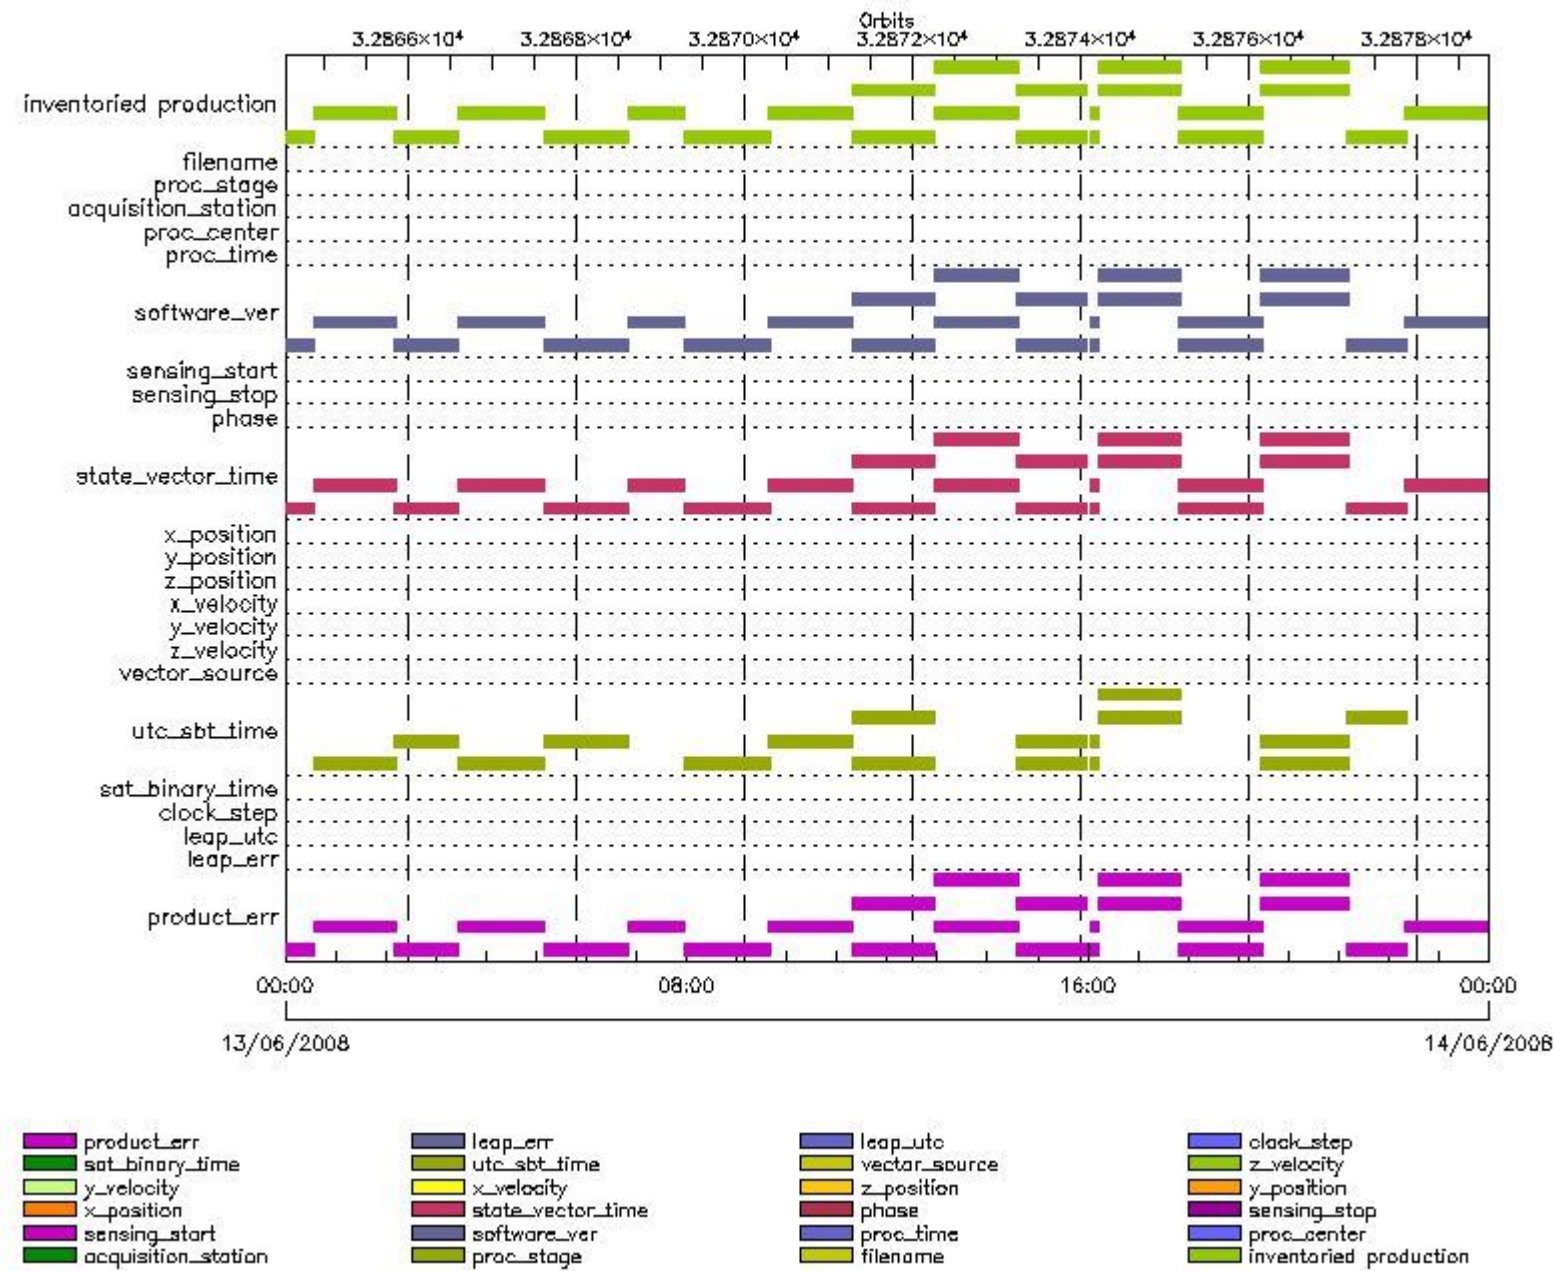 Orbits
3.2866×10⁴ 3.2868×10⁴ 3.2870×10⁴ 3.2872×10⁴ 3.2874×10⁴ 3.2876×10⁴ 3.2878×10⁴
inventoried production
filename
proc_stage
acquisition_station
proc_center
proc_time
software_ver
sensing_start
sensing_stop
phase
state_vector_time
x_position
y_position
z_position
x_velocity
y_velocity
z_velocity
vector_source
utc_sbt_time
sat_binary_time
clock_step
leap_utc
leap_err
product_err
00:00 08:00 16:00 00:00
13/06/2008 14/06/2008
product_err leap_err leap_utc clock_step
sat_binary_time utc_sbt_time vector_source z_velocity
y_velocity x_velocity z_position y_position
x_position state_vector_time phase sensing_stop
sensing_start software_ver proc_time proc_center
acquisition_station proc_stage filename inventoried production